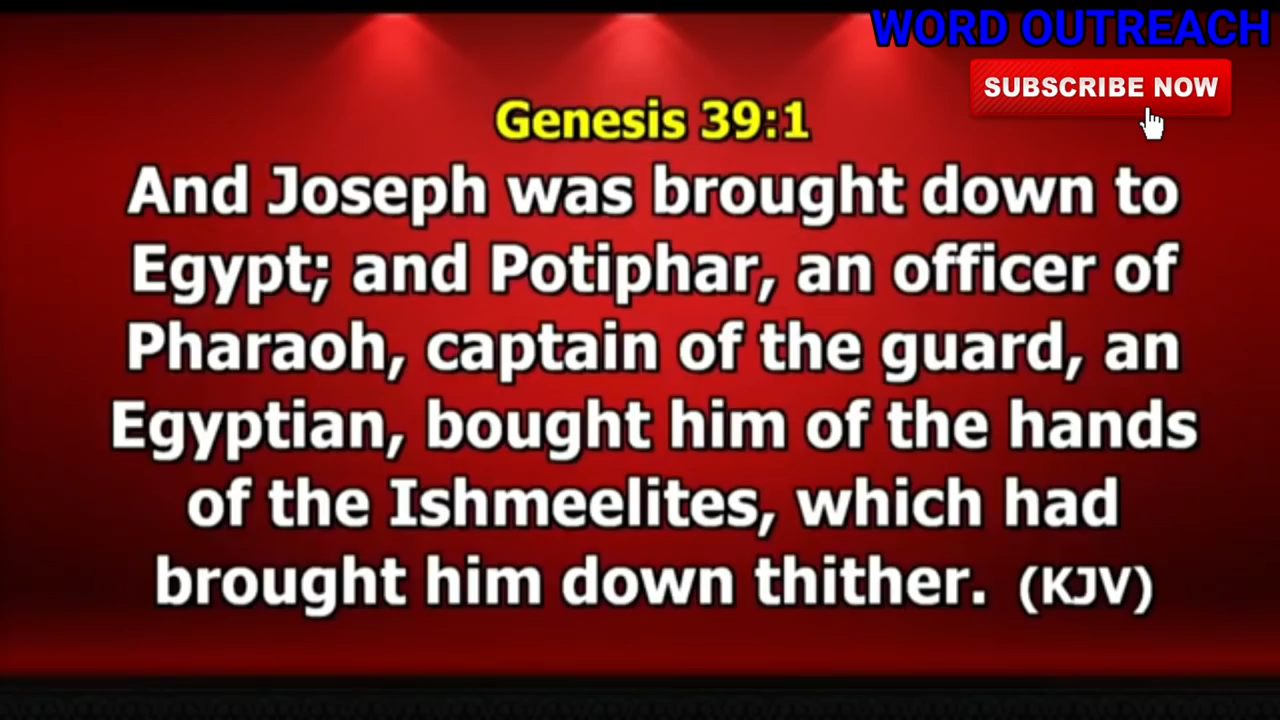 WORD OUTREACH
SUBSCRIBE NOW
Genesis 39:1
And Joseph was brought down to
Egypt; and Potiphar, an officer of
Pharaoh, captain of the guard, an
Egyptian, bought him of the hands
of the Ishmeelites, which had
brought him down thither. (KJV)